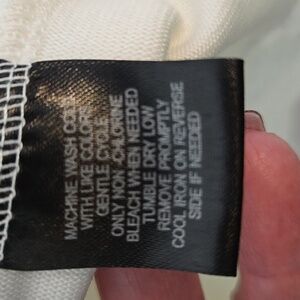 MACHINE WASH COLD
WITH LIKE COLORS
GENTLE CYCLE
ONLY NON-CHLORINE
BLEACH WHEN NEEDED
TUMBLE DRY LOW
REMOVE PROMPTLY
COOL IRON ON REVERSE
SIDE IF NEEDED